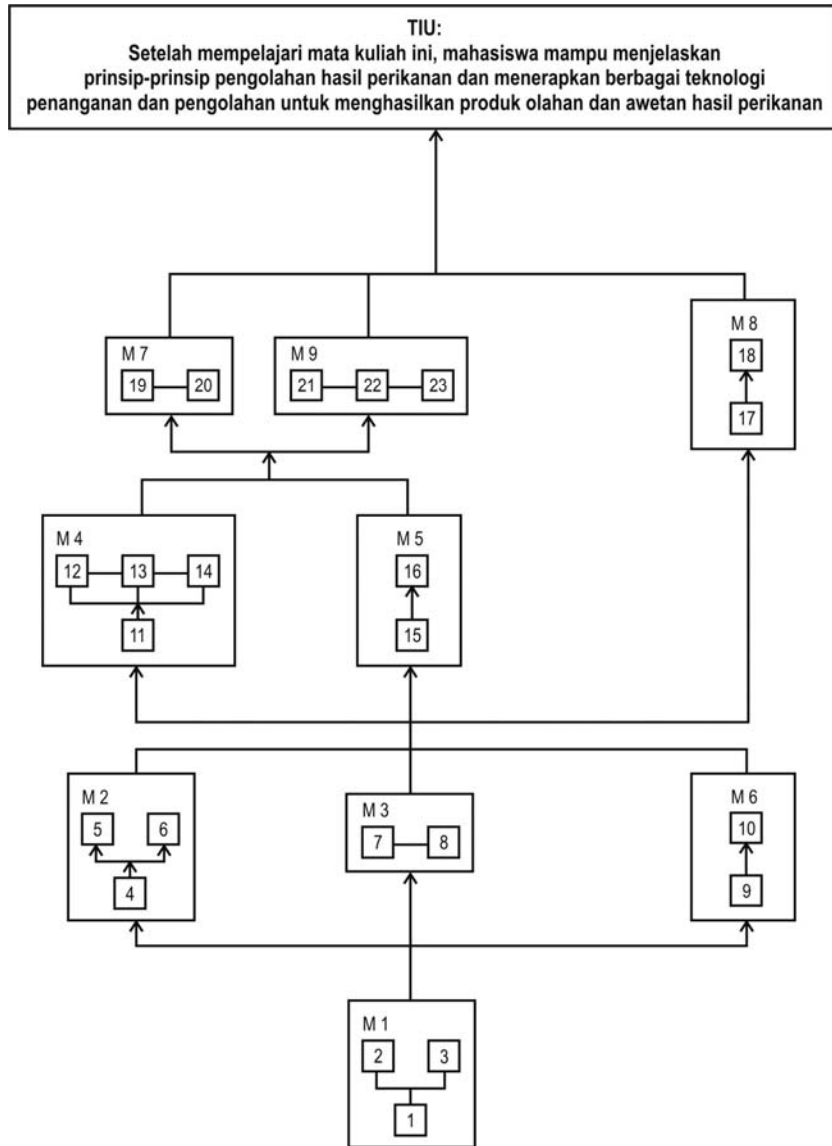 TIU:
Setelah mempelajari mata kuliah ini, mahasiswa mampu menjelaskan
prinsip-prinsip pengolahan hasil perikanan dan menerapkan berbagai teknologi
penanganan dan pengolahan untuk menghasilkan produk olahan dan awetan hasil perikanan
M 8
18
17
M 7
19 20
M 9
21 22 23
M 4
12 13 14
11
M 5
16
15
M 2
5 6
4
M 3
7 8
M 6
10
9
M 1
2 3
1